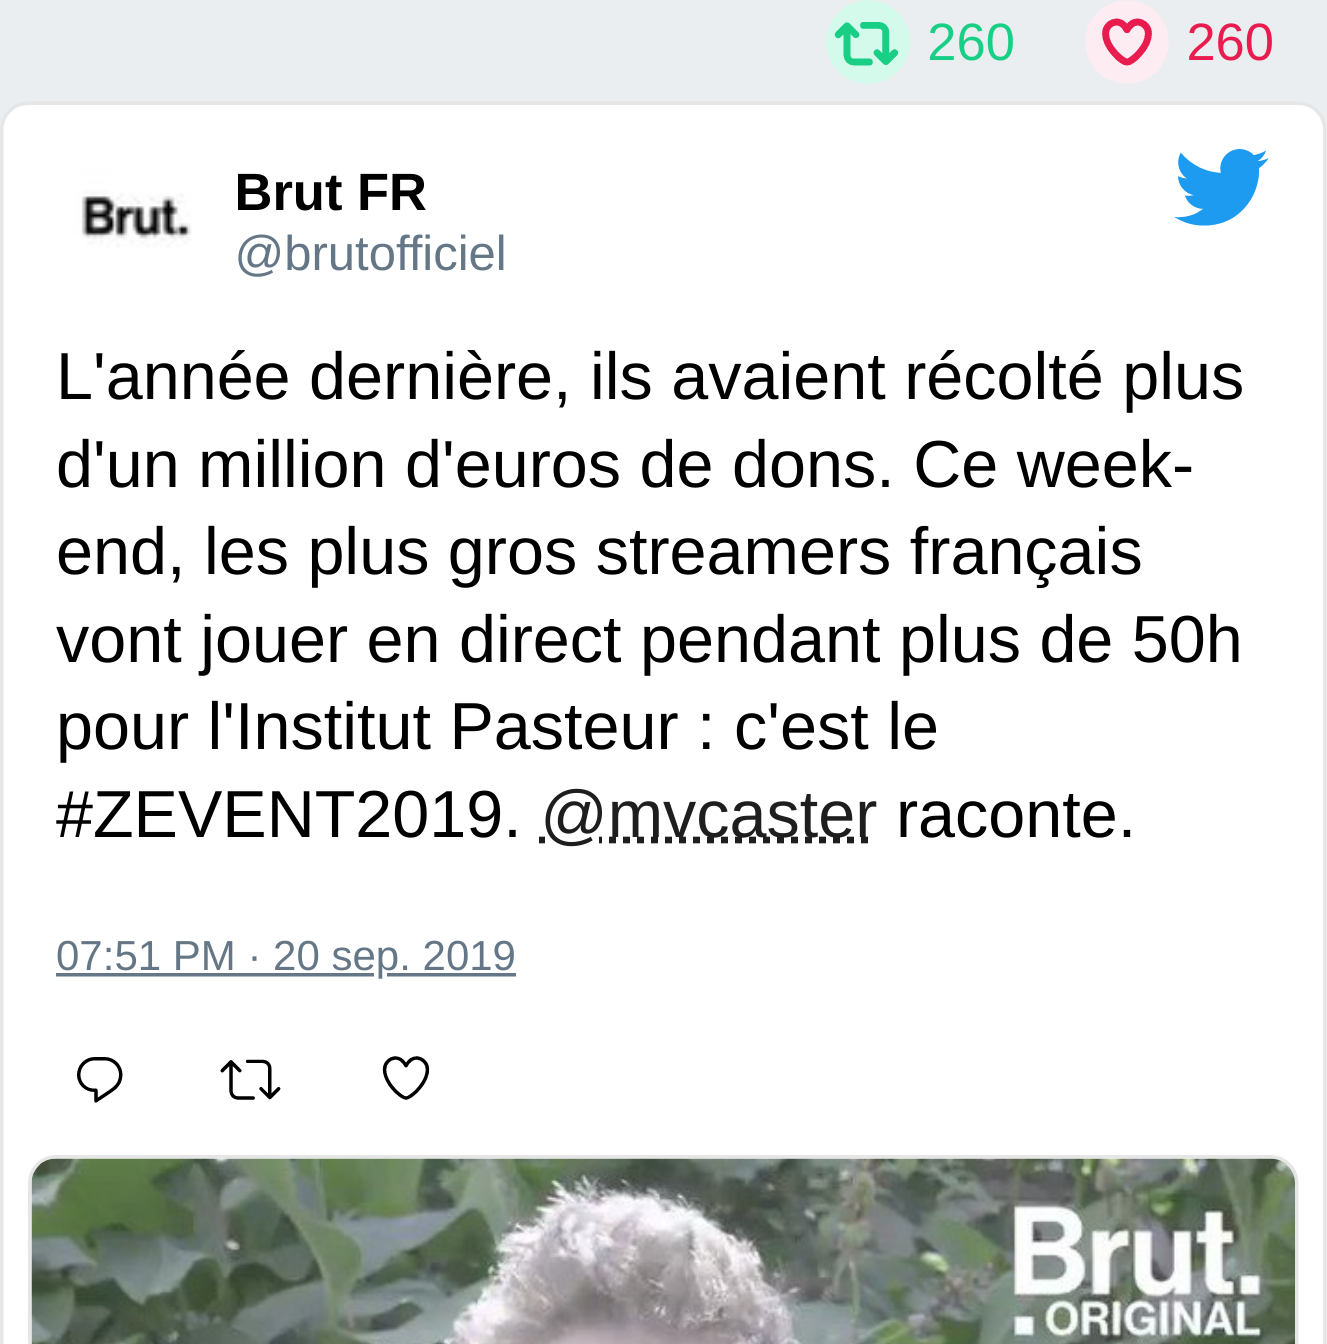 260 260
Brut.
Brut FR
@brutofficiel
L'année dernière, ils avaient récolté plus
d'un million d'euros de dons. Ce week-
end, les plus gros streamers français
vont jouer en direct pendant plus de 50h
pour l'Institut Pasteur : c'est le
#ZEVENT2019. @mvcaster raconte.
07:51 PM · 20 sep. 2019
Brut.
ORIGINAL